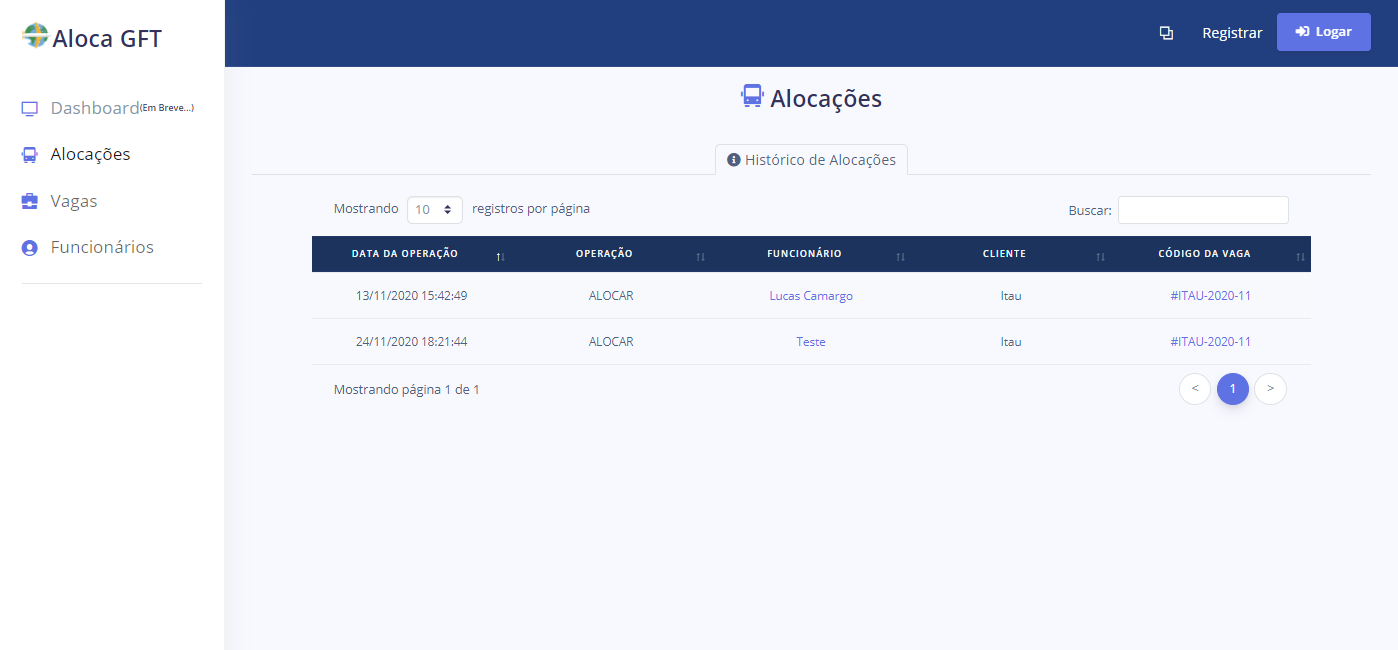 Aloca GFT
Registrar
Logar
Dashboard(Em Breve...)
Alocações
Vagas
Funcionários
Alocações
Histórico de Alocações
Mostrando 10 registros por página
Buscar:
DATA DA OPERAÇÃO OPERAÇÃO FUNCIONÁRIO CLIENTE CÓDIGO DA VAGA
13/11/2020 15:42:49 ALOCAR Lucas Camargo Itau #ITAU-2020-11
24/11/2020 18:21:44 ALOCAR Teste Itau #ITAU-2020-11
Mostrando página 1 de 1
< 1 >